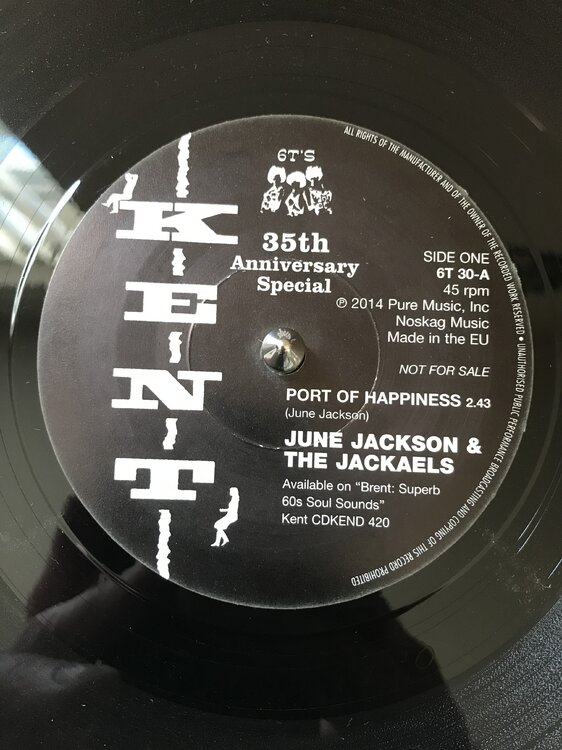 6T'S
35th
Anniversary
Special
KENT
SIDE ONE
6T 30-A
45 rpm
℗ 2014 Pure Music, Inc
Noskag Music
Made in the EU
NOT FOR SALE
PORT OF HAPPINESS 2.43
(June Jackson)
JUNE JACKSON &
THE JACKAELS
Available on "Brent: Superb
60s Soul Sounds"
Kent CDKEND 420
ALL RIGHTS OF THE MANUFACTURER AND OF THE OWNER OF THE RECORDED WORK RESERVED • UNAUTHORISED PUBLIC PERFORMANCE BROADCASTING AND COPYING OF THIS RECORD PROHIBITED